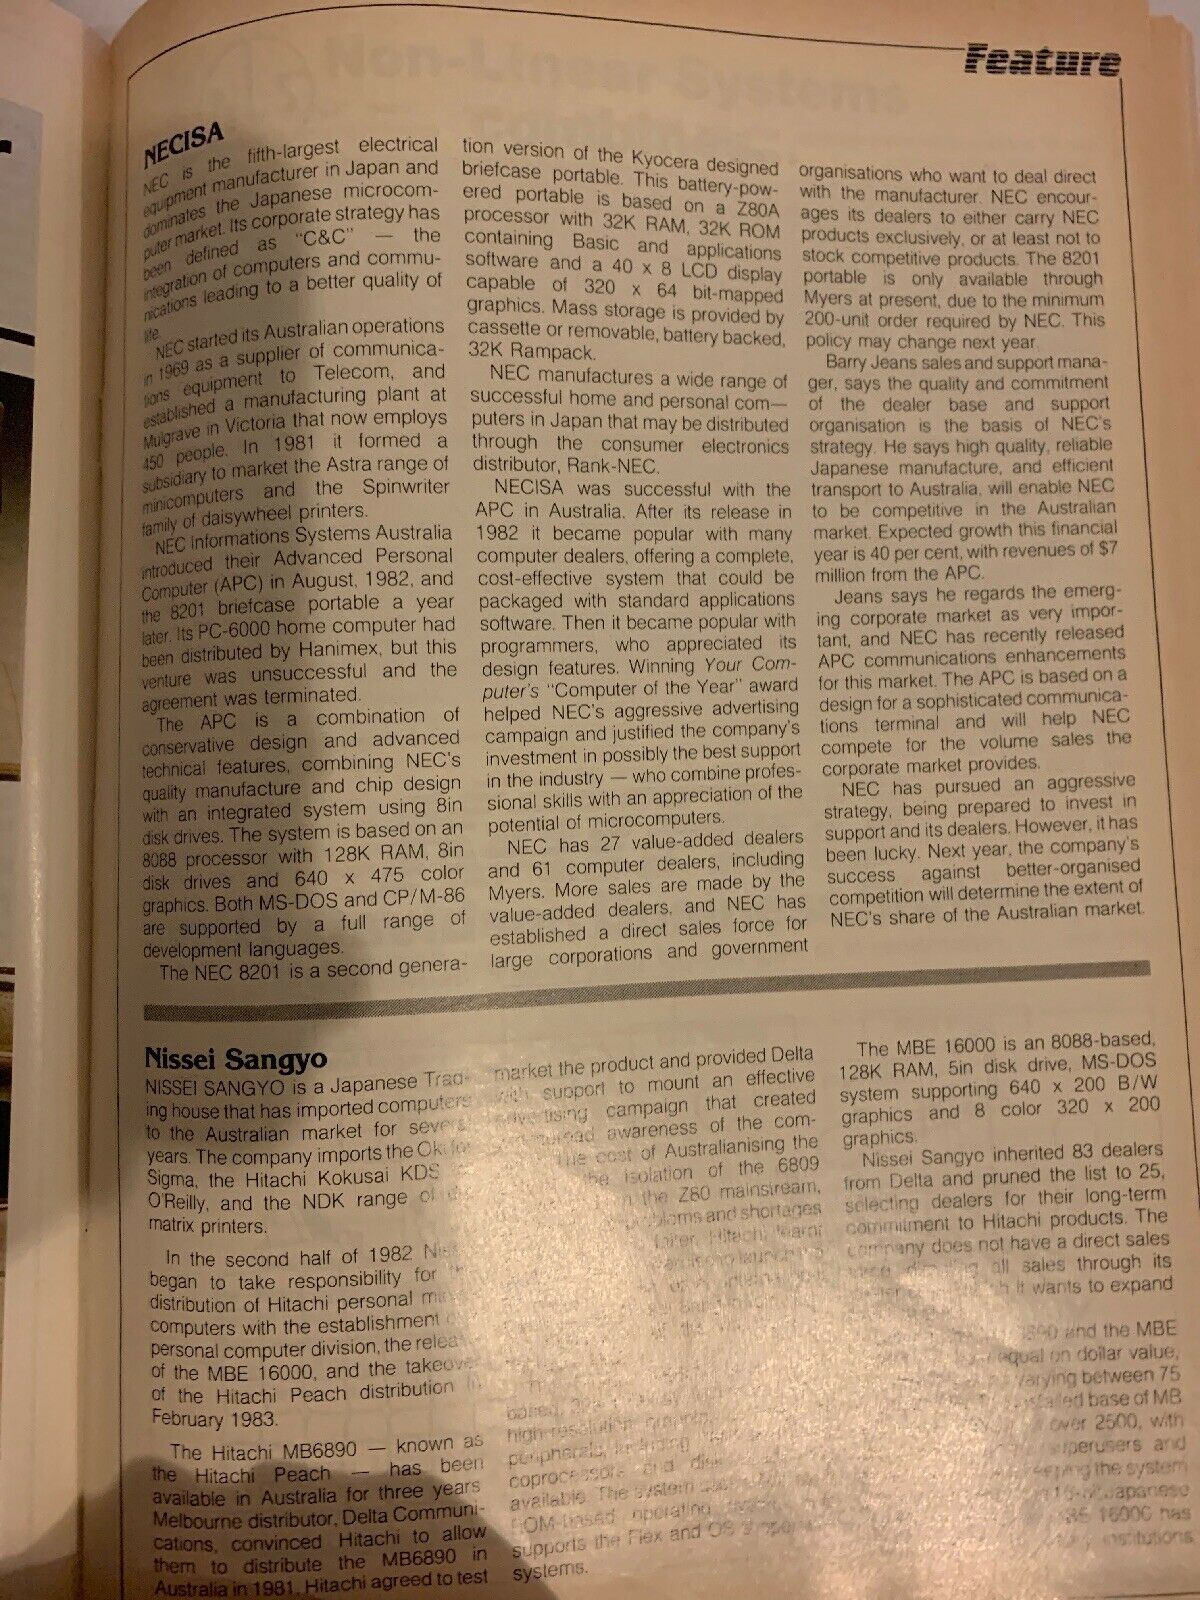 Feature
NECISA
NEC is the fifth-largest electrical
equipment manufacturer in Japan and
dominates the Japanese microcom-
puter market. Its corporate strategy has
been defined as "C&C" — the
integration of computers and commu-
nications leading to a better quality of
life.
NEC started its Australian operations
in 1969 as a supplier of communica-
tions equipment to Telecom, and
established a manufacturing plant at
Mulgrave in Victoria that now employs
450 people. In 1981 it formed a
subsidiary to market the Astra range of
minicomputers and the Spinwriter
family of daisywheel printers.
NEC Informations Systems Australia
introduced their Advanced Personal
Computer (APC) in August, 1982, and
the 8201 briefcase portable a year
later. Its PC-6000 home computer had
been distributed by Hanimex, but this
venture was unsuccessful and the
agreement was terminated.
The APC is a combination of
conservative design and advanced
technical features, combining NEC's
quality manufacture and chip design
with an integrated system using 8in
disk drives. The system is based on an
8088 processor with 128K RAM, 8in
disk drives and 640 x 475 color
graphics. Both MS-DOS and CP/M-86
are supported by a full range of
development languages.
The NEC 8201 is a second genera-
tion version of the Kyocera designed
briefcase portable. This battery-pow-
ered portable is based on a Z80A
processor with 32K RAM, 32K ROM
containing Basic and applications
software and a 40 x 8 LCD display
capable of 320 x 64 bit-mapped
graphics. Mass storage is provided by
cassette or removable, battery backed,
32K Rampack.
NEC manufactures a wide range of
successful home and personal com—
puters in Japan that may be distributed
through the consumer electronics
distributor, Rank-NEC.
NECISA was successful with the
APC in Australia. After its release in
1982 it became popular with many
computer dealers, offering a complete,
cost-effective system that could be
packaged with standard applications
software. Then it became popular with
programmers, who appreciated its
design features. Winning Your Com-
puter's "Computer of the Year" award
helped NEC's aggressive advertising
campaign and justified the company's
investment in possibly the best support
in the industry — who combine profes-
sional skills with an appreciation of the
potential of microcomputers.
NEC has 27 value-added dealers
and 61 computer dealers, including
Myers. More sales are made by the
value-added dealers, and NEC has
established a direct sales force for
large corporations and government
organisations who want to deal direct
with the manufacturer. NEC encour-
ages its dealers to either carry NEC
products exclusively, or at least not to
stock competitive products. The 8201
portable is only available through
Myers at present, due to the minimum
200-unit order required by NEC. This
policy may change next year.
Barry Jeans sales and support mana-
ger, says the quality and commitment
of the dealer base and support
organisation is the basis of NEC's
strategy. He says high quality, reliable
Japanese manufacture, and efficient
transport to Australia, will enable NEC
to be competitive in the Australian
market. Expected growth this financial
year is 40 per cent, with revenues of $7
million from the APC.
Jeans says he regards the emerg-
ing corporate market as very impor-
tant, and NEC has recently released
APC communications enhancements
for this market. The APC is based on a
design for a sophisticated communica-
tions terminal and will help NEC
compete for the volume sales the
corporate market provides.
NEC has pursued an aggressive
strategy, being prepared to invest in
support and its dealers. However, it has
been lucky. Next year, the company's
success against better-organised
competition will determine the extent of
NEC's share of the Australian market.
Nissei Sangyo
NISSEI SANGYO is a Japanese Trad-
ing house that has imported computers
to the Australian market for several
years. The company imports the Oki for
Sigma, the Hitachi Kokusai KDS
O'Reilly, and the NDK range of
matrix printers.
In the second half of 1982
began to take responsibility for
distribution of Hitachi personal
computers with the establishment
personal computer division, the release
of the MBE 16000, and the takeover
of the Hitachi Peach distribution in
February 1983.
The Hitachi MB6890 — known as
the Hitachi Peach — has been
available in Australia for three years
Melbourne distributor, Delta Communi-
cations, convinced Hitachi to allow
them to distribute the MB6890 in
Australia in 1981. Hitachi agreed to test
market the product and provided Delta
with support to mount an effective
advertising campaign that created
awareness of the com-
The cost of Australianising the
the isolation of the 6809
the Z80 mainstream,
problems and shortages
Hitachi learnt
based,
high-resolution
peripherals
coprocessors and
available. The system
ROM-based operating
supports the Flex and OS 9
systems.
The MBE 16000 is an 8088-based,
128K RAM, 5in disk drive, MS-DOS
system supporting 640 x 200 B/W
graphics and 8 color 320 x 200
graphics.
Nissei Sangyo inherited 83 dealers
from Delta and pruned the list to 25,
selecting dealers for their long-term
commitment to Hitachi products. The
company does not have a direct sales
all sales through its
it wants to expand
and the MBE
equal on dollar value,
varying between 75
base of MB
over 2500, with
and
keeping the system
Japanese
16000 has
institutions